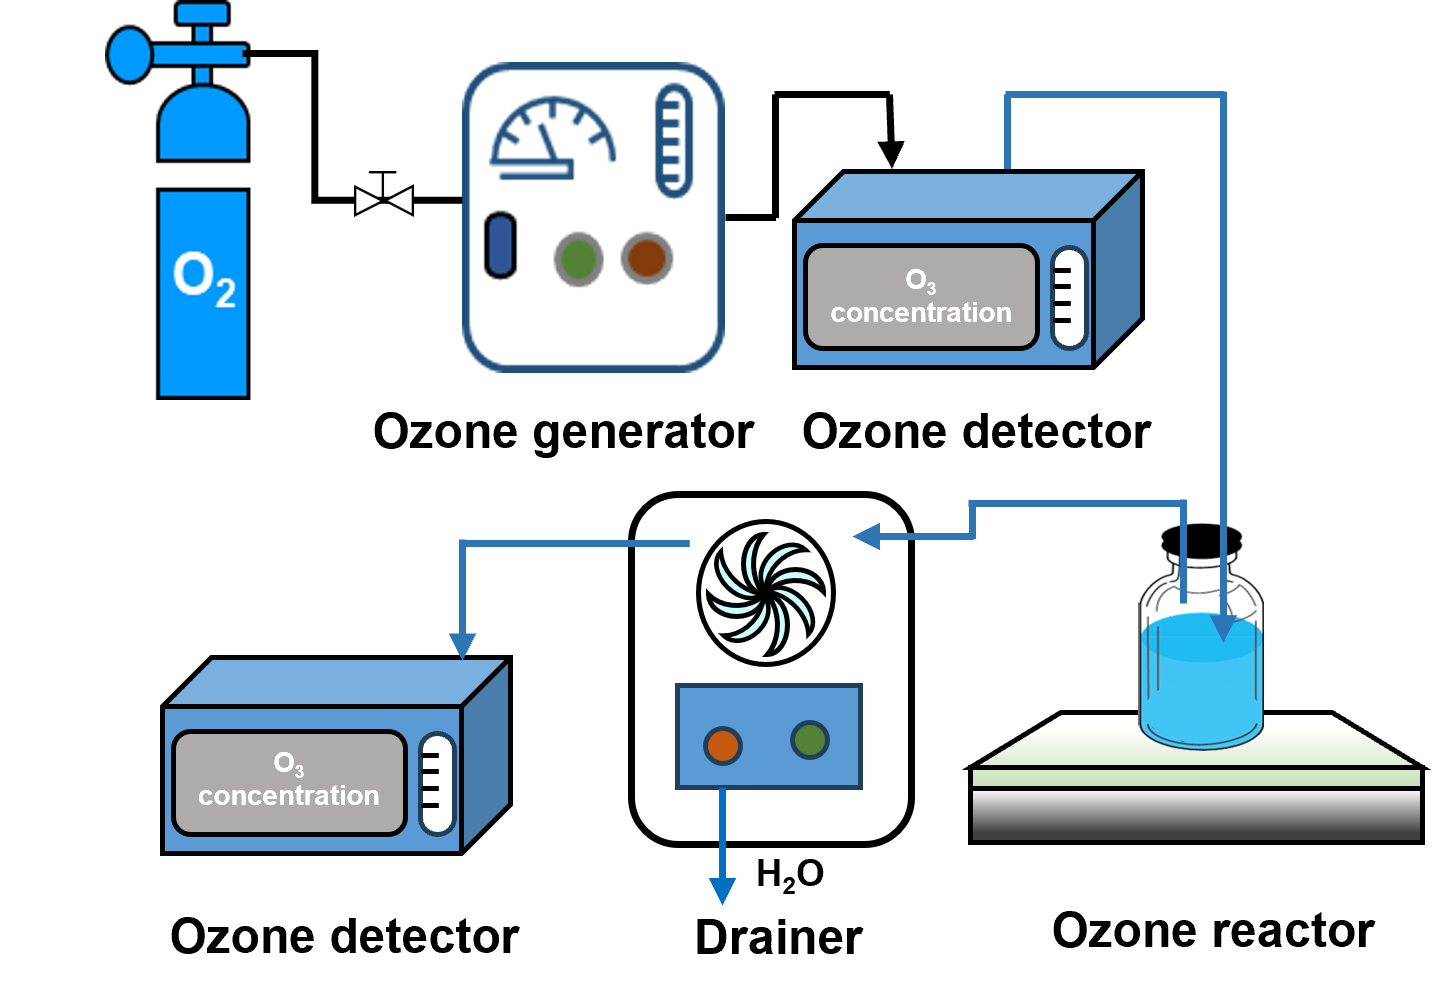 O₂
O₃
concentration
Ozone generator
Ozone detector
O₃
concentration
H₂O
Ozone detector
Drainer
Ozone reactor